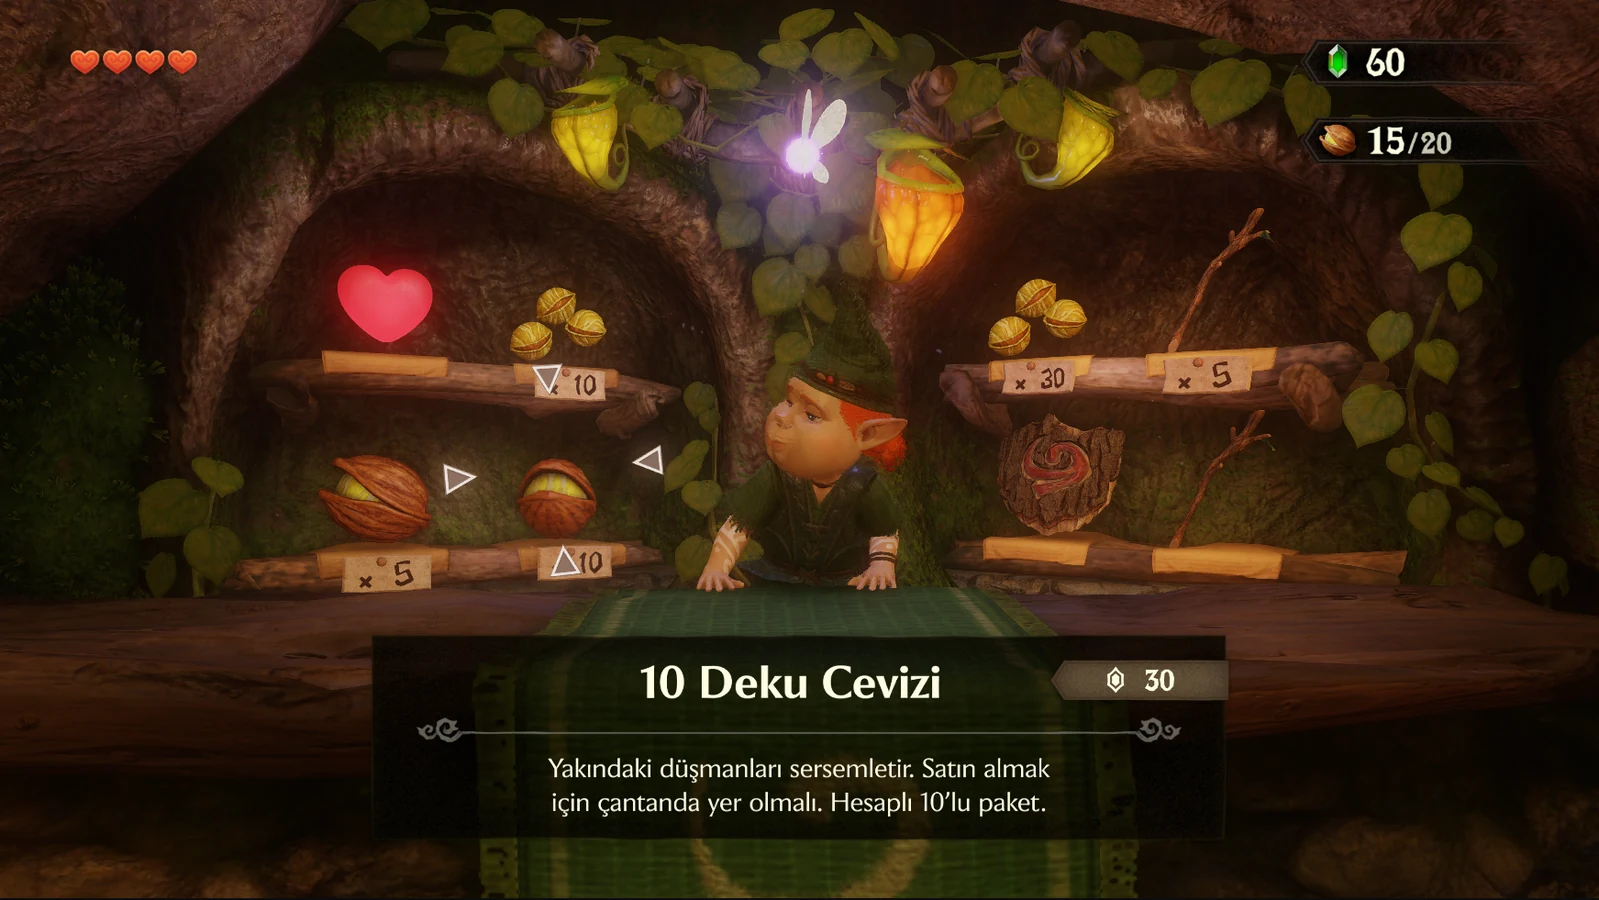 60
15/20
x 10
x 30
x 5
x 5
10
10 Deku Cevizi
30
Yakındaki düşmanları sersemletir. Satın almak
için çantanda yer olmalı. Hesaplı 10’lu paket.